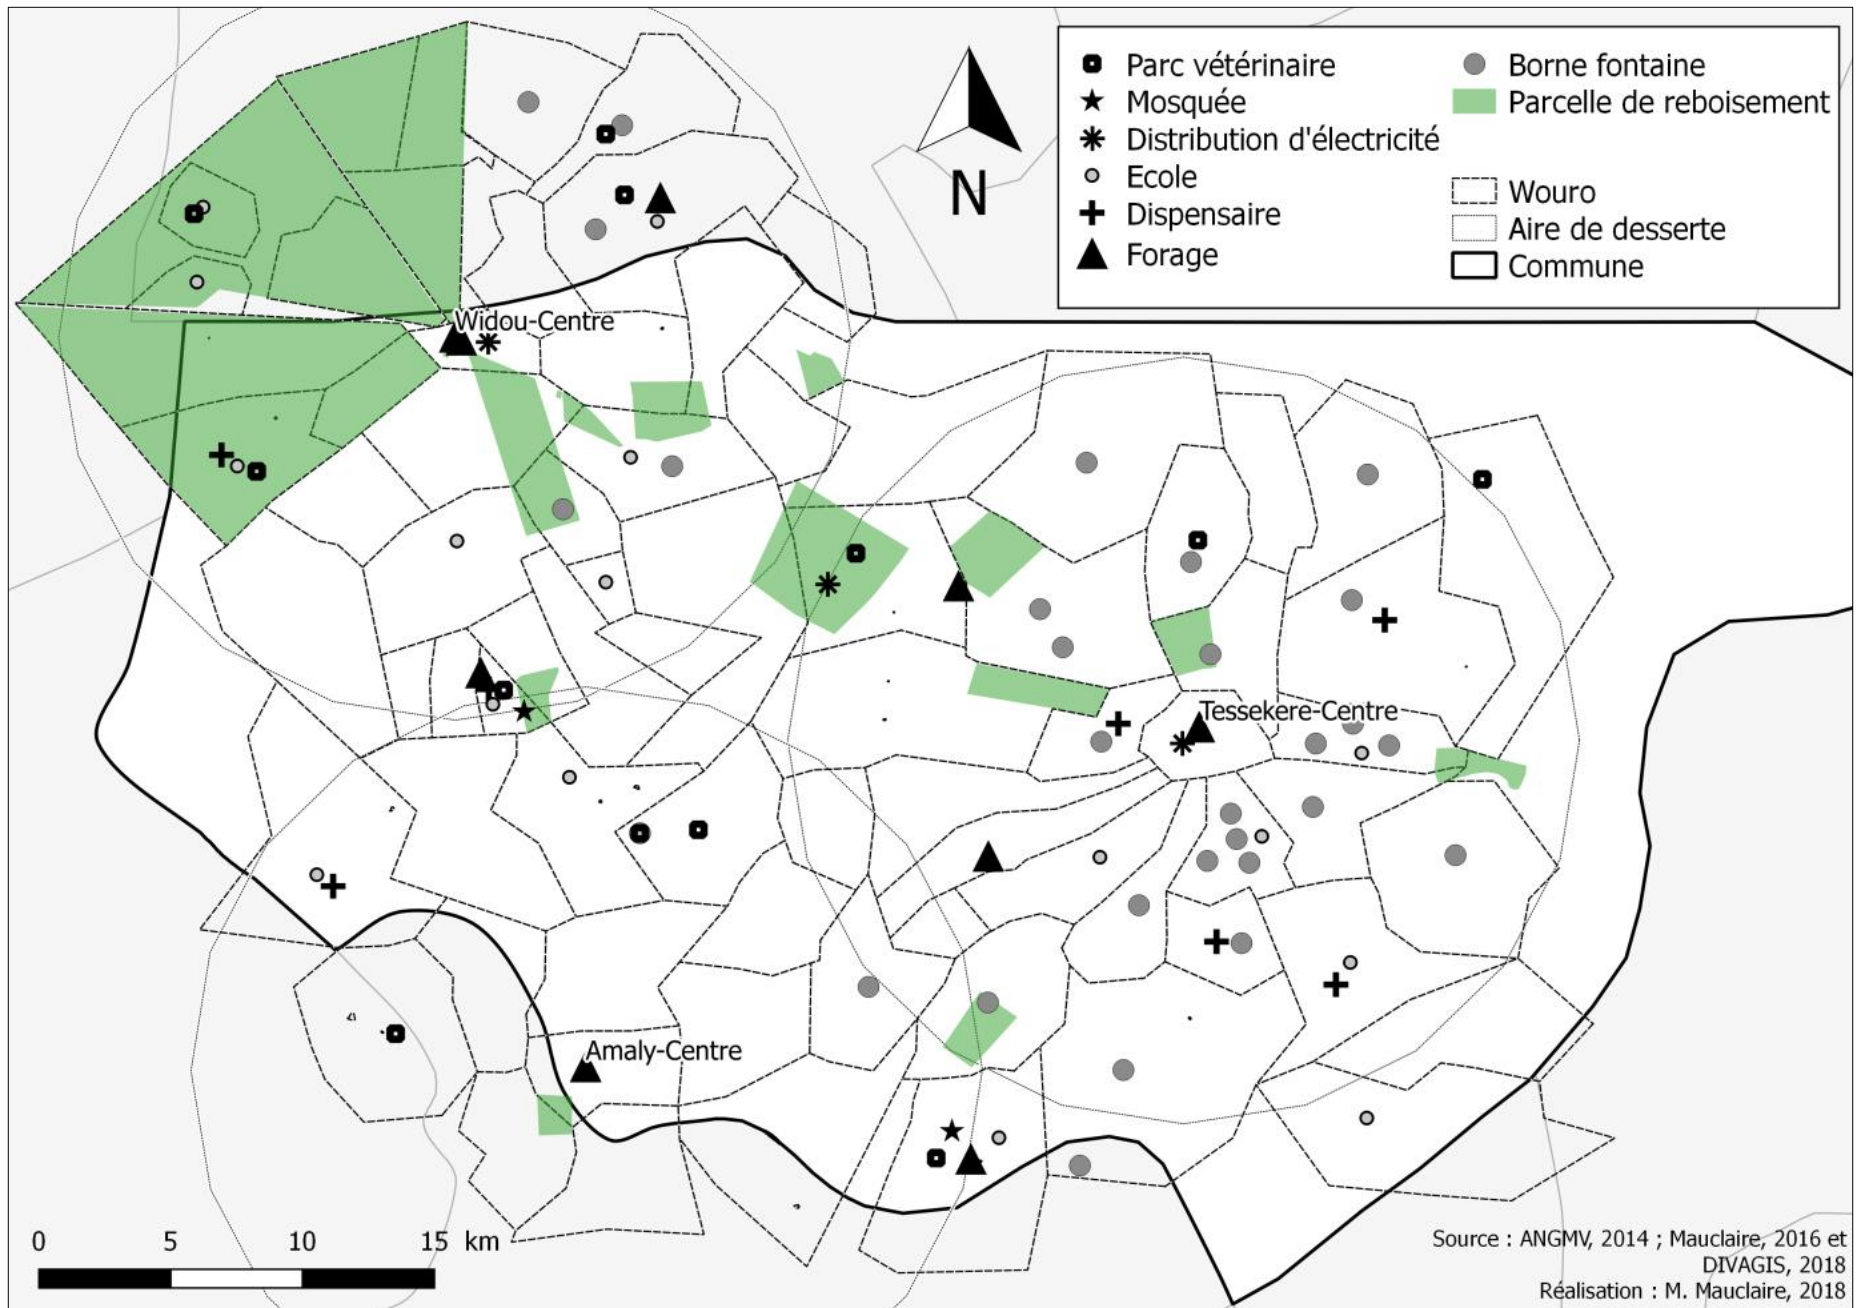 Parc vétérinaire
Mosquée
Distribution d'électricité
Ecole
Dispensaire
Forage
Borne fontaine
Parcelle de reboisement
Wouro
Aire de desserte
Commune
N
Widou-Centre
Tessekere-Centre
Amaly-Centre
0 5 10 15 km
Source : ANGMV, 2014 ; Mauclaire, 2016 et
DIVAGIS, 2018
Réalisation : M. Mauclaire, 2018